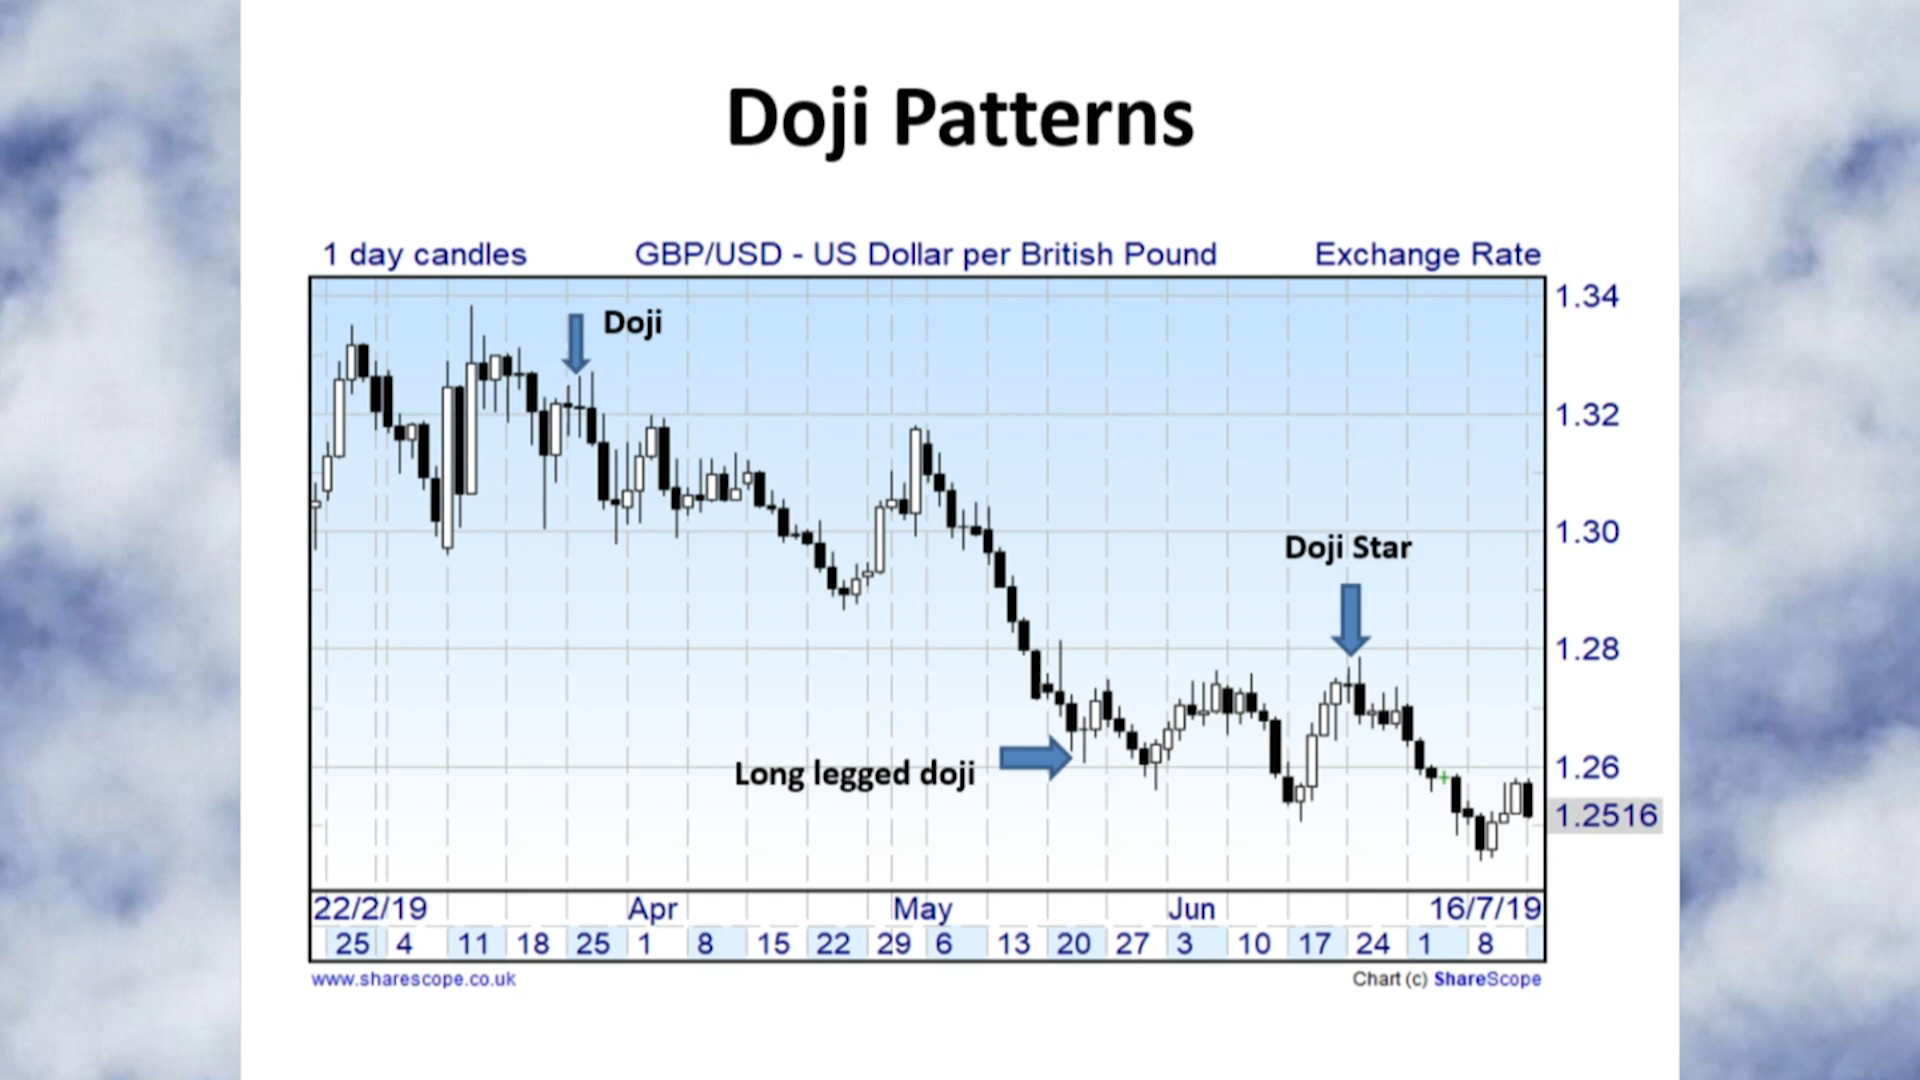 Doji Patterns
1 day candles GBP/USD - US Dollar per British Pound Exchange Rate
1.34
Doji
1.32
1.30
Doji Star
1.28
1.26
Long legged doji
1.2516
22/2/19 Apr May Jun 16/7/19
25 4 11 18 25 1 8 15 22 29 6 13 20 27 3 10 17 24 1 8
www.sharescope.co.uk Chart (c) ShareScope